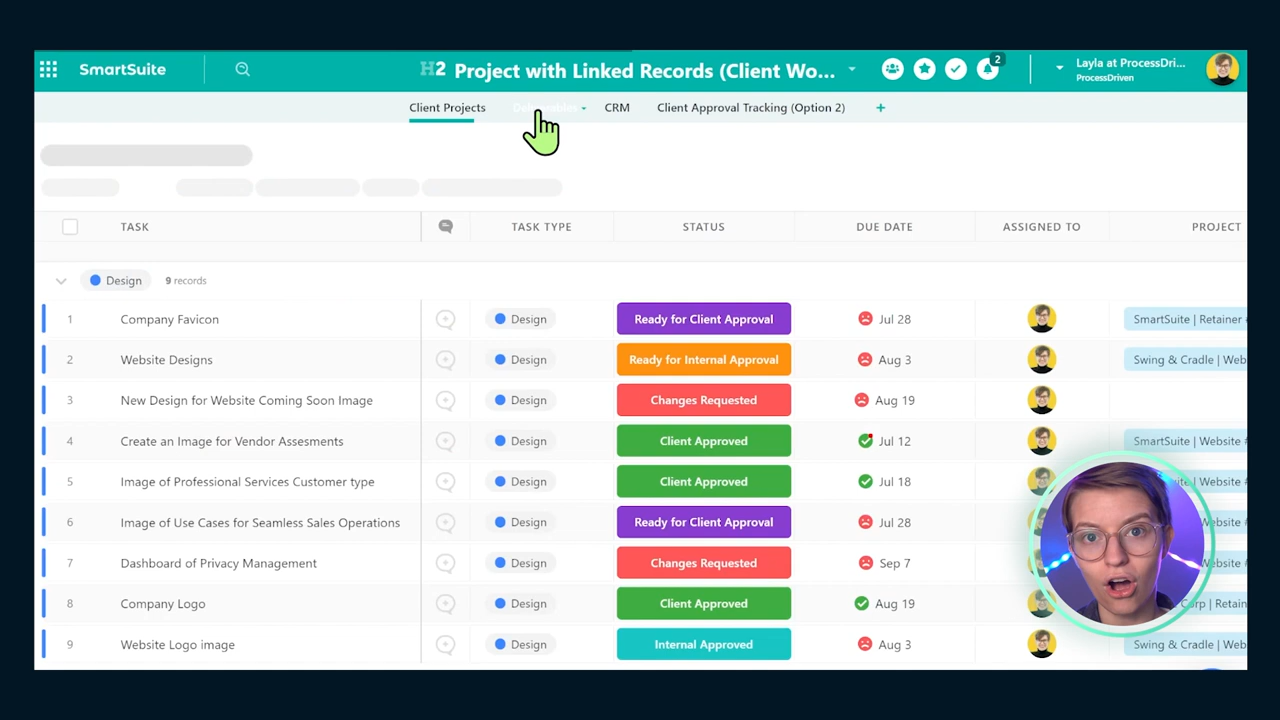 SmartSuite
H2 Project with Linked Records (Client Wo...
2
Layla at ProcessDri...
ProcessDriven
Client Projects
Deliverables
CRM
Client Approval Tracking (Option 2)
+
TASK
TASK TYPE
STATUS
DUE DATE
ASSIGNED TO
PROJECT
Design
9 records
1 Company Favicon Design Ready for Client Approval Jul 28 SmartSuite | Retainer
2 Website Designs Design Ready for Internal Approval Aug 3 Swing & Cradle | Web
3 New Design for Website Coming Soon Image Design Changes Requested Aug 19
4 Create an Image for Vendor Assesments Design Client Approved Jul 12 SmartSuite | Website #
5 Image of Professional Services Customer type Design Client Approved Jul 18 Website #
6 Image of Use Cases for Seamless Sales Operations Design Ready for Client Approval Jul 28 Website #
7 Dashboard of Privacy Management Design Changes Requested Sep 7 Website #
8 Company Logo Design Client Approved Aug 19 Corp | Retain
9 Website Logo image Design Internal Approved Aug 3 Swing & Cradle | Web